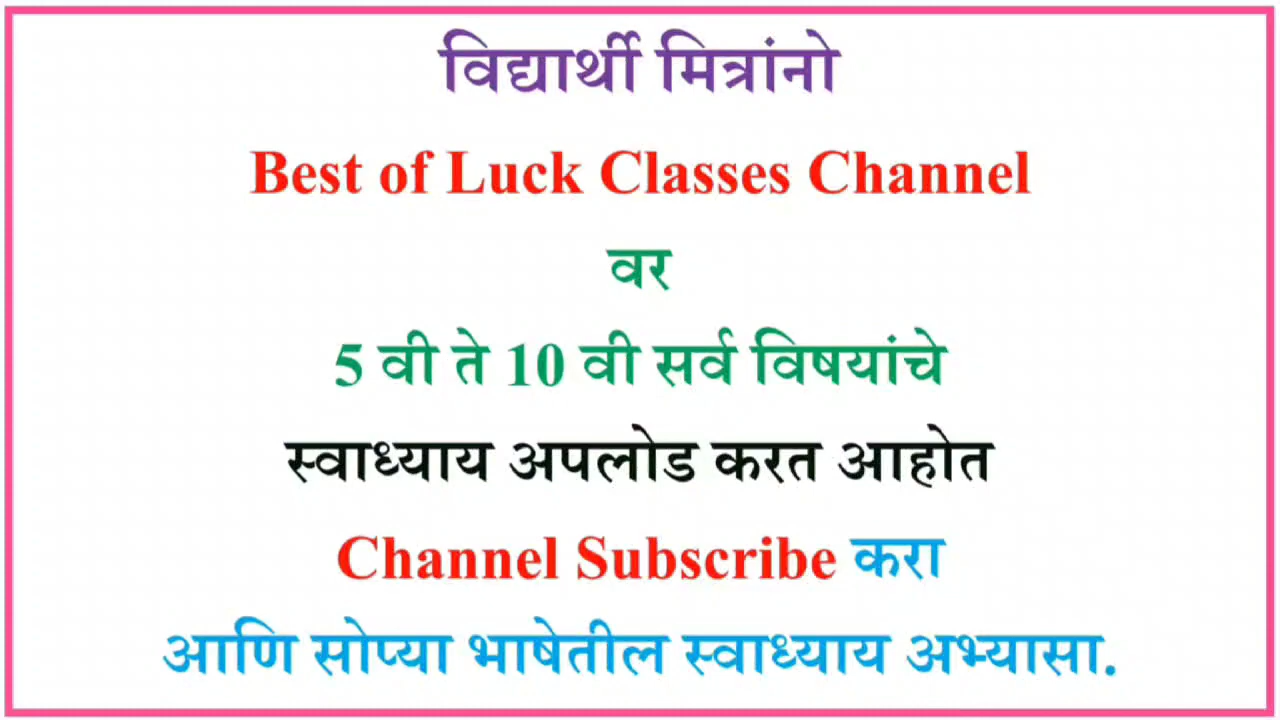 विद्यार्थी मित्रांनो
Best of Luck Classes Channel
वर
5 वी ते 10 वी सर्व विषयांचे
स्वाध्याय अपलोड करत आहोत
Channel Subscribe करा
आणि सोप्या भाषेतील स्वाध्याय अभ्यासा.